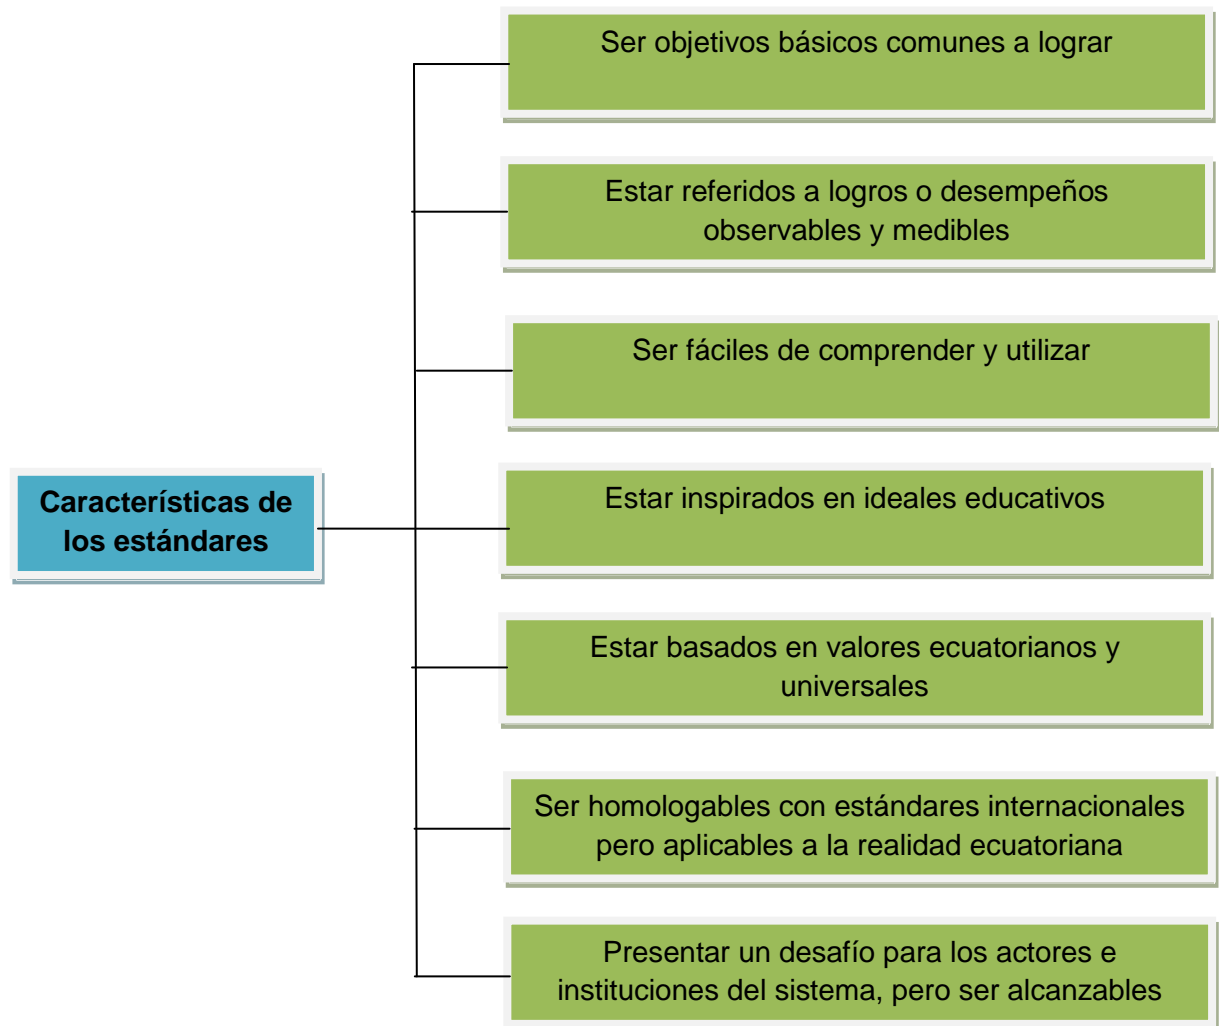 Ser objetivos básicos comunes a lograr
Estar referidos a logros o desempeños
observables y medibles
Ser fáciles de comprender y utilizar
Características de
los estándares
Estar inspirados en ideales educativos
Estar basados en valores ecuatorianos y
universales
Ser homologables con estándares internacionales
pero aplicables a la realidad ecuatoriana
Presentar un desafío para los actores e
instituciones del sistema, pero ser alcanzables